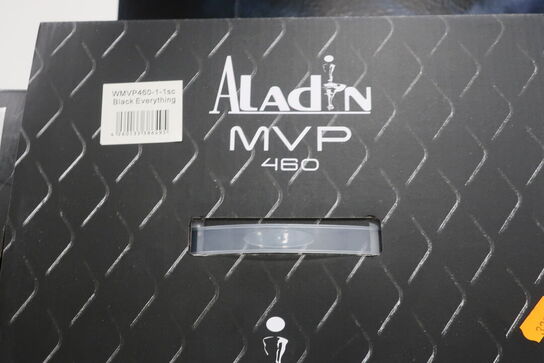 WMVP460-1-1sc
Black Everything
ALADIN
MVP
460